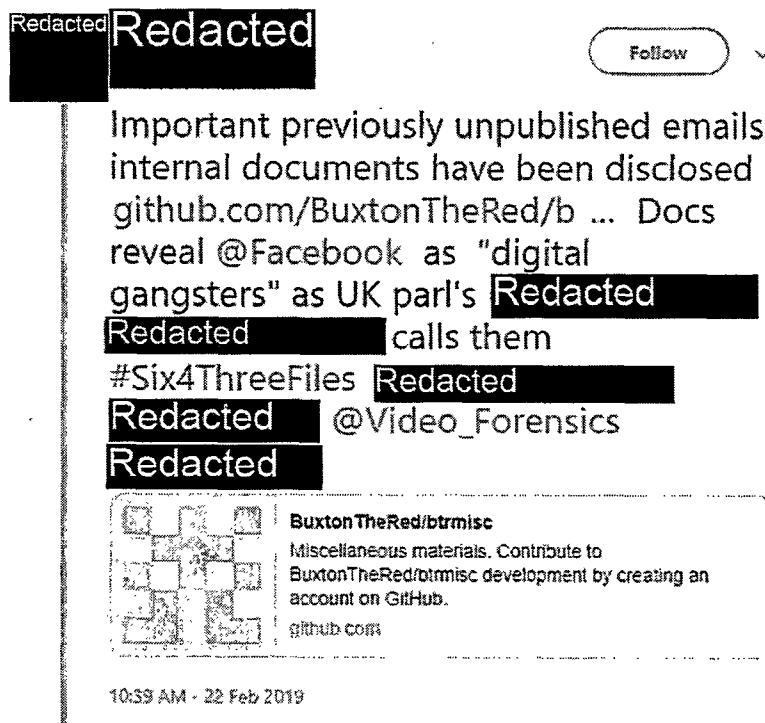 Redacted Redacted
Follow
Important previously unpublished emails
internal documents have been disclosed
github.com/BuxtonTheRed/b ... Docs
reveal @Facebook as "digital
gangsters" as UK parl's Redacted
Redacted calls them
#Six4ThreeFiles Redacted
Redacted @Video_Forensics
Redacted
BuxtonTheRed/btrmisc
Miscellaneous materials. Contribute to
BuxtonTheRed/btrmisc development by creating an
account on GitHub.
github.com
10:39 AM - 22 Feb 2019